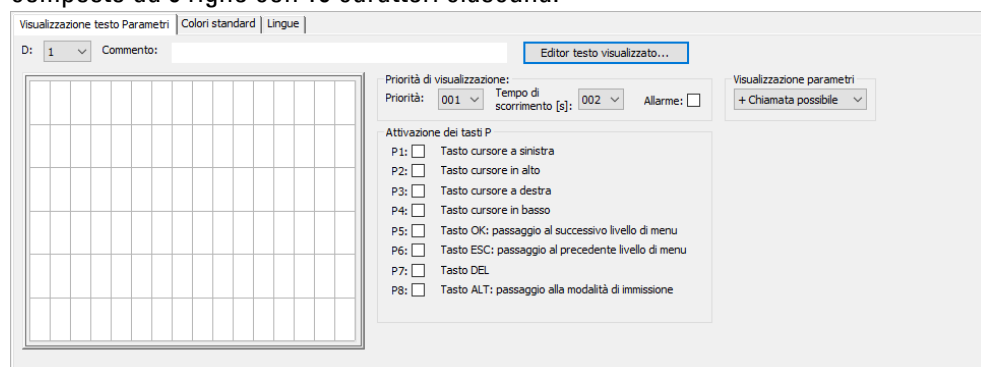 composto da 6 righe con 16 caratteri ciascuna.
Visualizzazione testo Parametri Colori standard Lingue
D: 1 Commento: Editor testo visualizzato...
Priorità di visualizzazione:
Priorità: 001 Tempo di scorrimento [s]: 002 Allarme:
Visualizzazione parametri
+ Chiamata possibile
Attivazione dei tasti P
P1: Tasto cursore a sinistra
P2: Tasto cursore in alto
P3: Tasto cursore a destra
P4: Tasto cursore in basso
P5: Tasto OK: passaggio al successivo livello di menu
P6: Tasto ESC: passaggio al precedente livello di menu
P7: Tasto DEL
P8: Tasto ALT: passaggio alla modalità di immissione